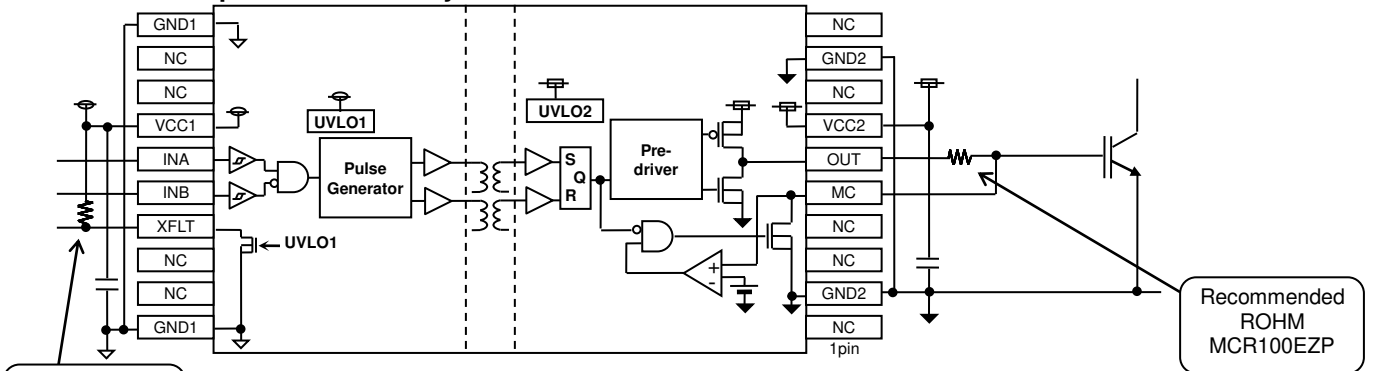 GND1
NC
NC
VCC1
INA
INB
XFLT
NC
NC
GND1
UVLO1
Pulse
Generator
UVLO1
UVLO2
S
Q
R
Pre-
driver
+
-
NC
GND2
NC
VCC2
OUT
MC
NC
NC
GND2
NC
1pin
Recommended
ROHM
MCR100EZP